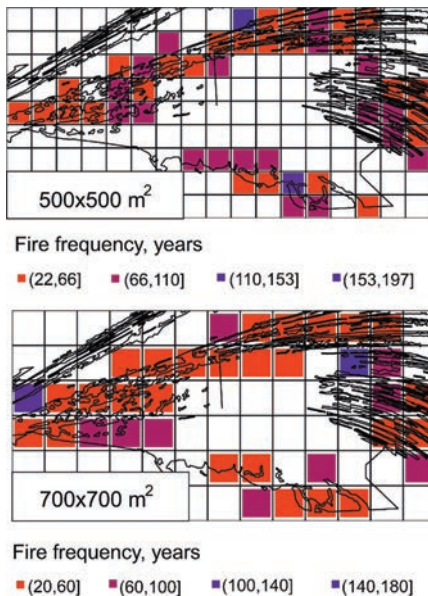 500x500 m²
Fire frequency, years
(22,66] (66,110] (110,153] (153,197]
700x700 m²
Fire frequency, years
(20,60] (60,100] (100,140] (140,180]